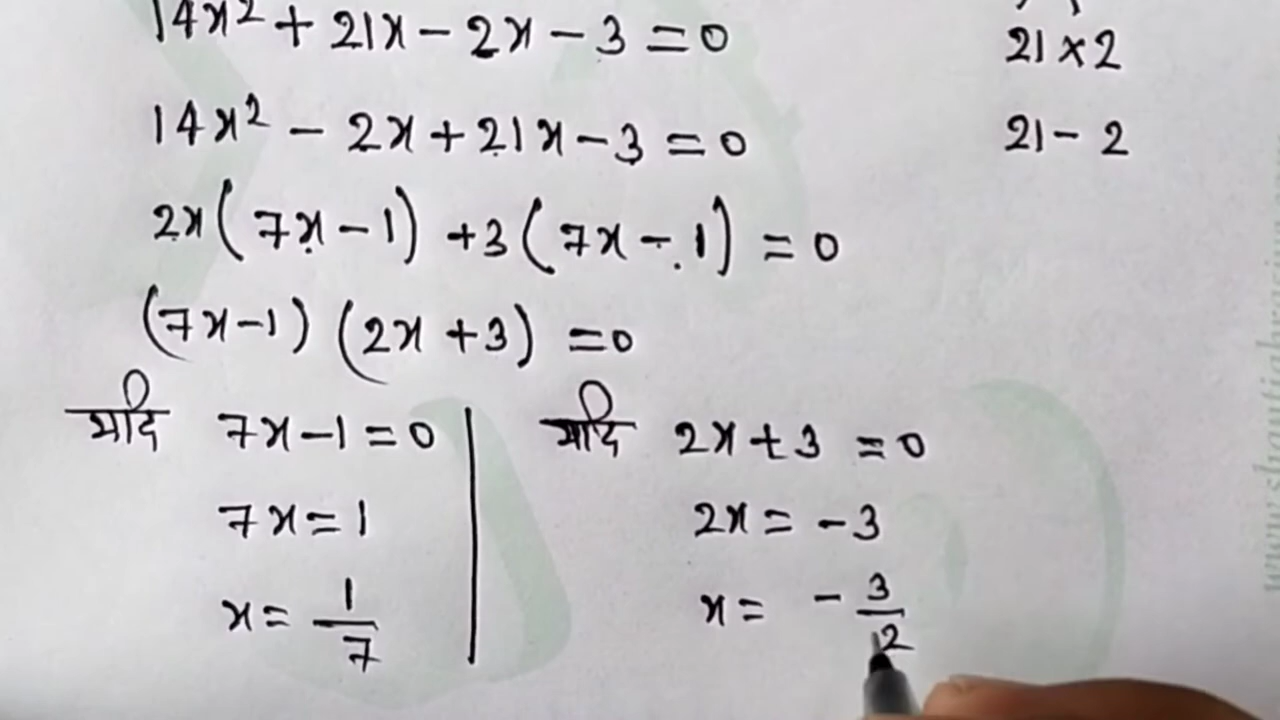 14x² + 21x - 2x - 3 = 0
21 × 2
14x² - 2x + 21x - 3 = 0
21 - 2
2x(7x - 1) + 3(7x - 1) = 0
(7x - 1) (2x + 3) = 0
यदि 7x - 1 = 0
7x = 1
x = 1/7
यदि 2x + 3 = 0
2x = -3
x = - 3/2